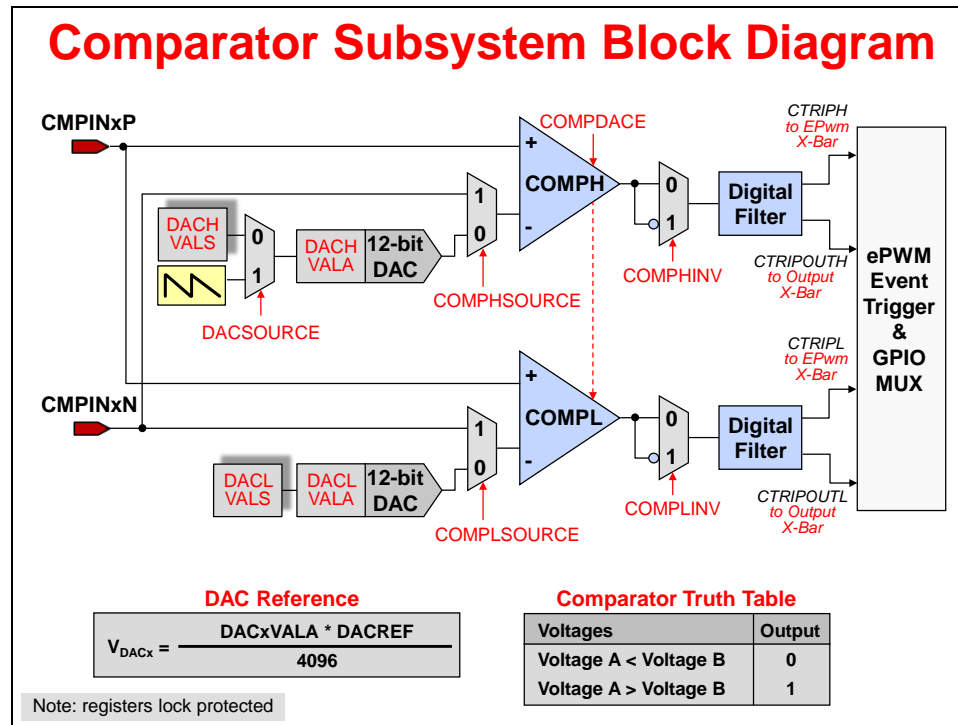 Comparator Subsystem Block Diagram
CMPINxP
COMPDACE
CTRIPH
to EPwm
X-Bar
+
COMPH
-
1
0
0
1
Digital
Filter
DACH
VALS
0
1
DACH
VALA
12-bit
DAC
COMPHSOURCE
COMPHINV
DACSOURCE
CTRIPOUTH
to Output
X-Bar
ePWM
Event
Trigger
&
GPIO
MUX
CTRIPL
to EPwm
X-Bar
CMPINxN
+
COMPL
-
1
0
0
1
Digital
Filter
DACL
VALS
DACL
VALA
12-bit
DAC
COMPLSOURCE
COMPLINV
CTRIPOUTL
to Output
X-Bar
DAC Reference
VDACx =
DACxVALA * DACREF
4096
Comparator Truth Table
Voltages Output
Voltage A < Voltage B 0
Voltage A > Voltage B 1
Note: registers lock protected